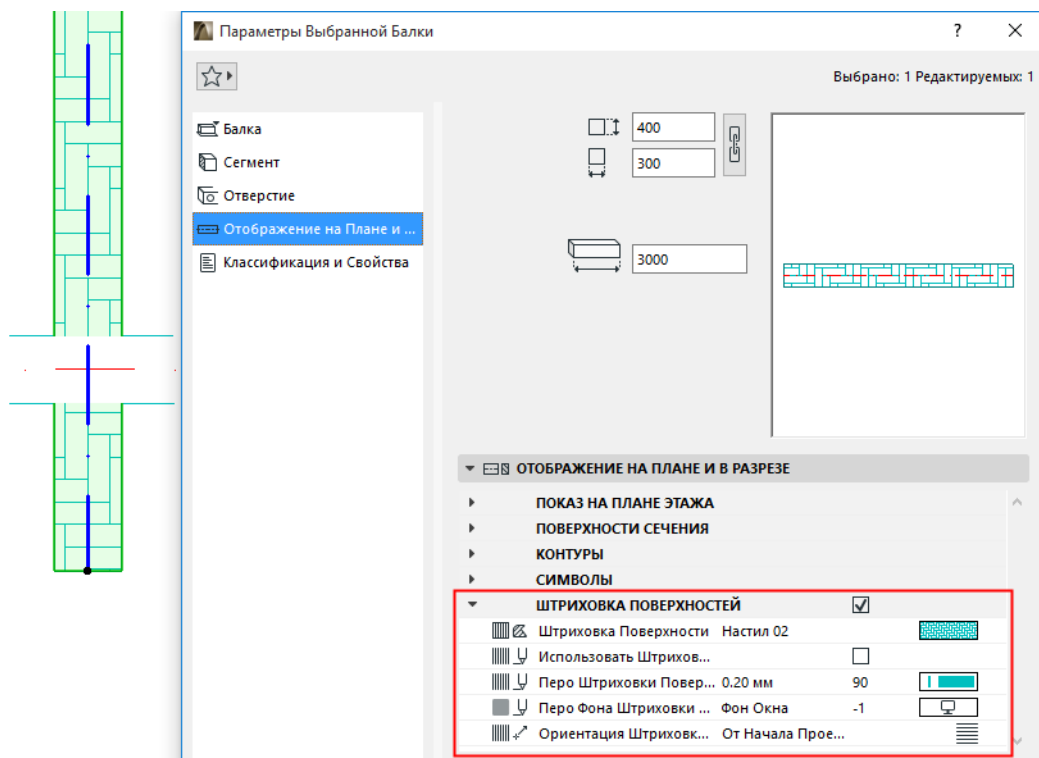 Параметры Выбранной Балки
?
Выбрано: 1 Редактируемых: 1
Балка
Сегмент
Отверстие
Отображение на Плане и ...
Классификация и Свойства
400
300
3000
ОТОБРАЖЕНИЕ НА ПЛАНЕ И В РАЗРЕЗЕ
ПОКАЗ НА ПЛАНЕ ЭТАЖА
ПОВЕРХНОСТИ СЕЧЕНИЯ
КОНТУРЫ
СИМВОЛЫ
ШТРИХОВКА ПОВЕРХНОСТЕЙ
Штриховка Поверхности Настил 02
Использовать Штрихов...
Перо Штриховки Повер... 0.20 мм 90
Перо Фона Штриховки ... Фон Окна -1
Ориентация Штриховк... От Начала Прое...